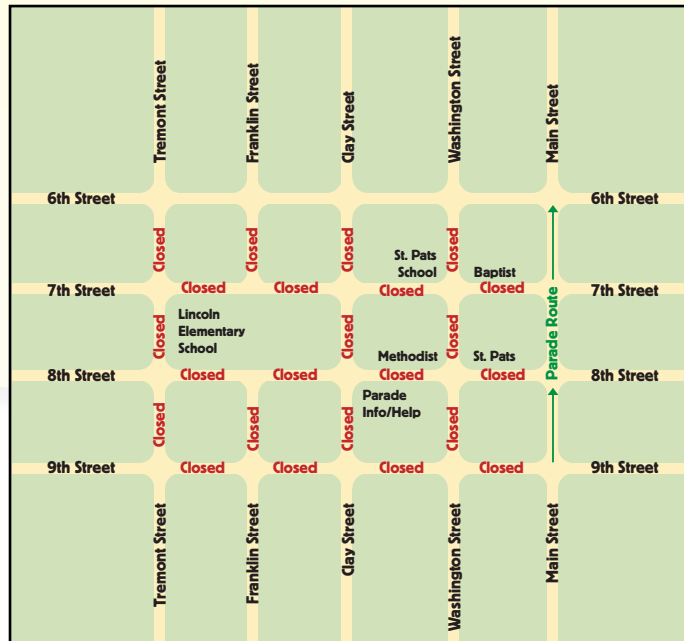 Tremont Street
Franklin Street
Clay Street
Washington Street
Main Street
6th Street
6th Street
Closed
Closed
Closed
St. Pats
School
Closed
Baptist
7th Street
Closed
Closed
Closed
Closed
7th Street
Parade Route
Closed
Lincoln
Elementary
School
Closed
Closed
Methodist
St. Pats
8th Street
Closed
Closed
Closed
Closed
8th Street
Parade
Info/Help
Closed
Closed
Closed
Closed
9th Street
Closed
Closed
Closed
Closed
9th Street
Tremont Street
Franklin Street
Clay Street
Washington Street
Main Street